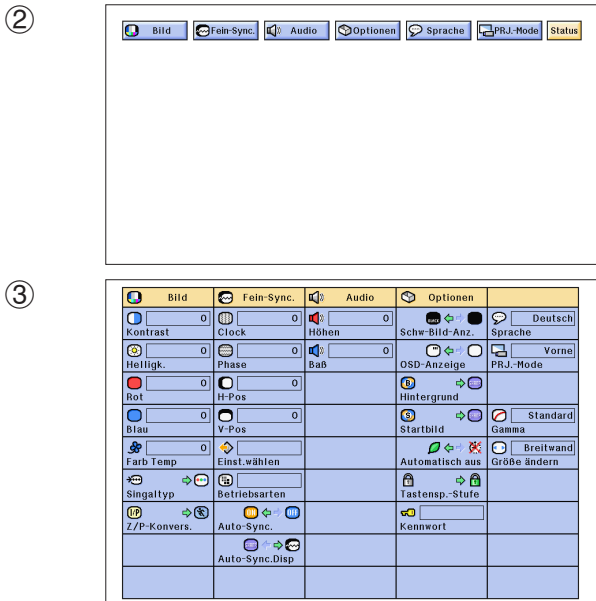 ②
Bild Fein-Sync. Audio Optionen Sprache PRJ.-Mode Status
③
Bild Fein-Sync. Audio Optionen
0 0 0 Deutsch
Kontrast Clock Höhen Schw-Bild-Anz. Sprache
0 0 0 Vorne
Helligk. Phase Baß OSD-Anzeige PRJ.-Mode
0 0
Rot H-Pos Hintergrund
0 0 Standard
Blau V-Pos Startbild Gamma
0 Breitwand
Farb Temp Einst.wählen Automatisch aus Größe ändern
Singaltyp Betriebsarten Tastensp.-Stufe
I/P ON OFF
Z/P-Konvers. Auto-Sync. Kennwort
Auto-Sync.Disp